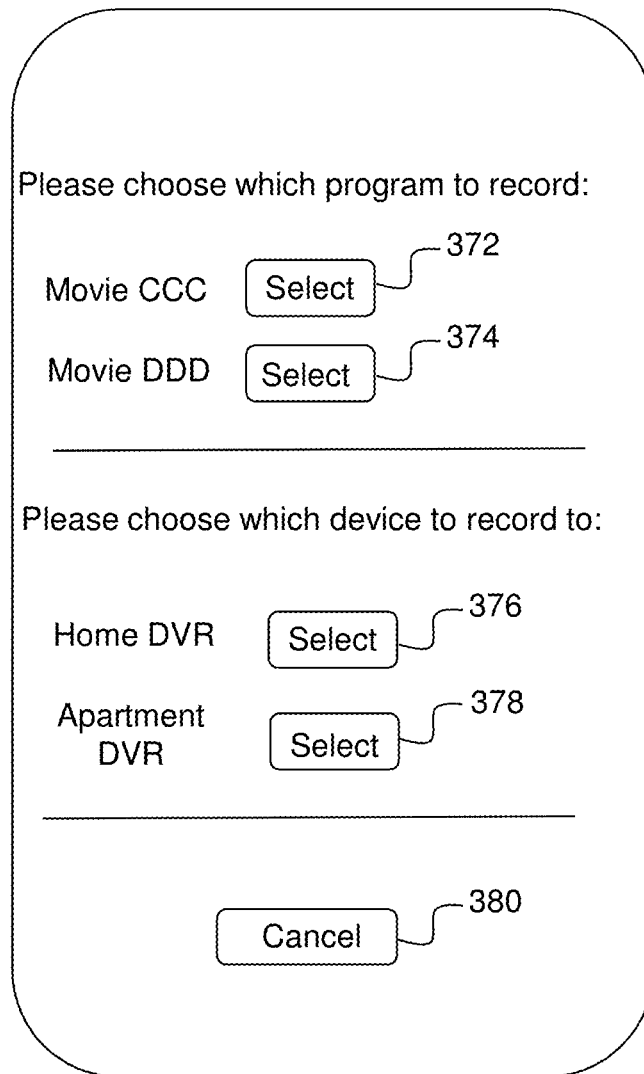 Please choose which program to record:
372
Movie CCC Select
374
Movie DDD Select
Please choose which device to record to:
376
Home DVR Select
378
Apartment
DVR Select
380
Cancel